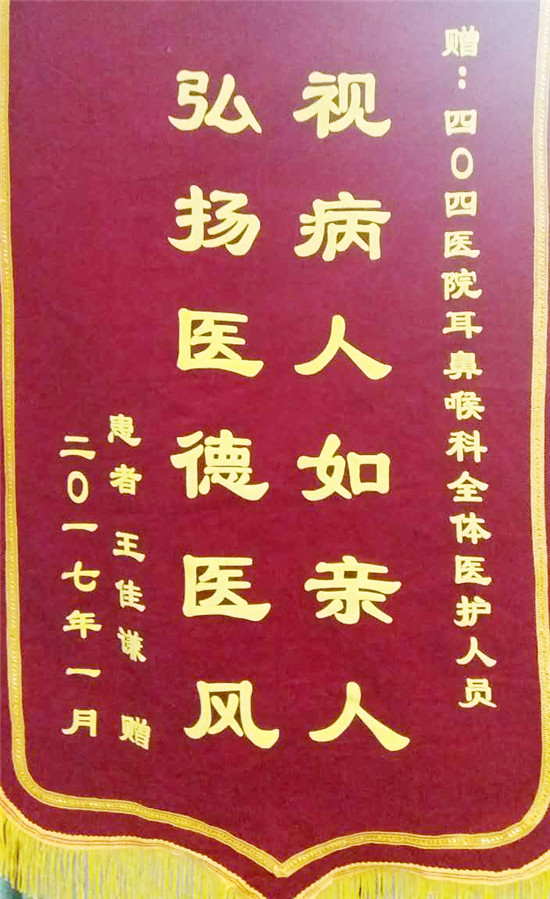 赠：四〇四医院耳鼻喉科全体医护人员
视病人如亲人
弘扬医德医风
患者 王佳谦 赠
二〇一七年一月